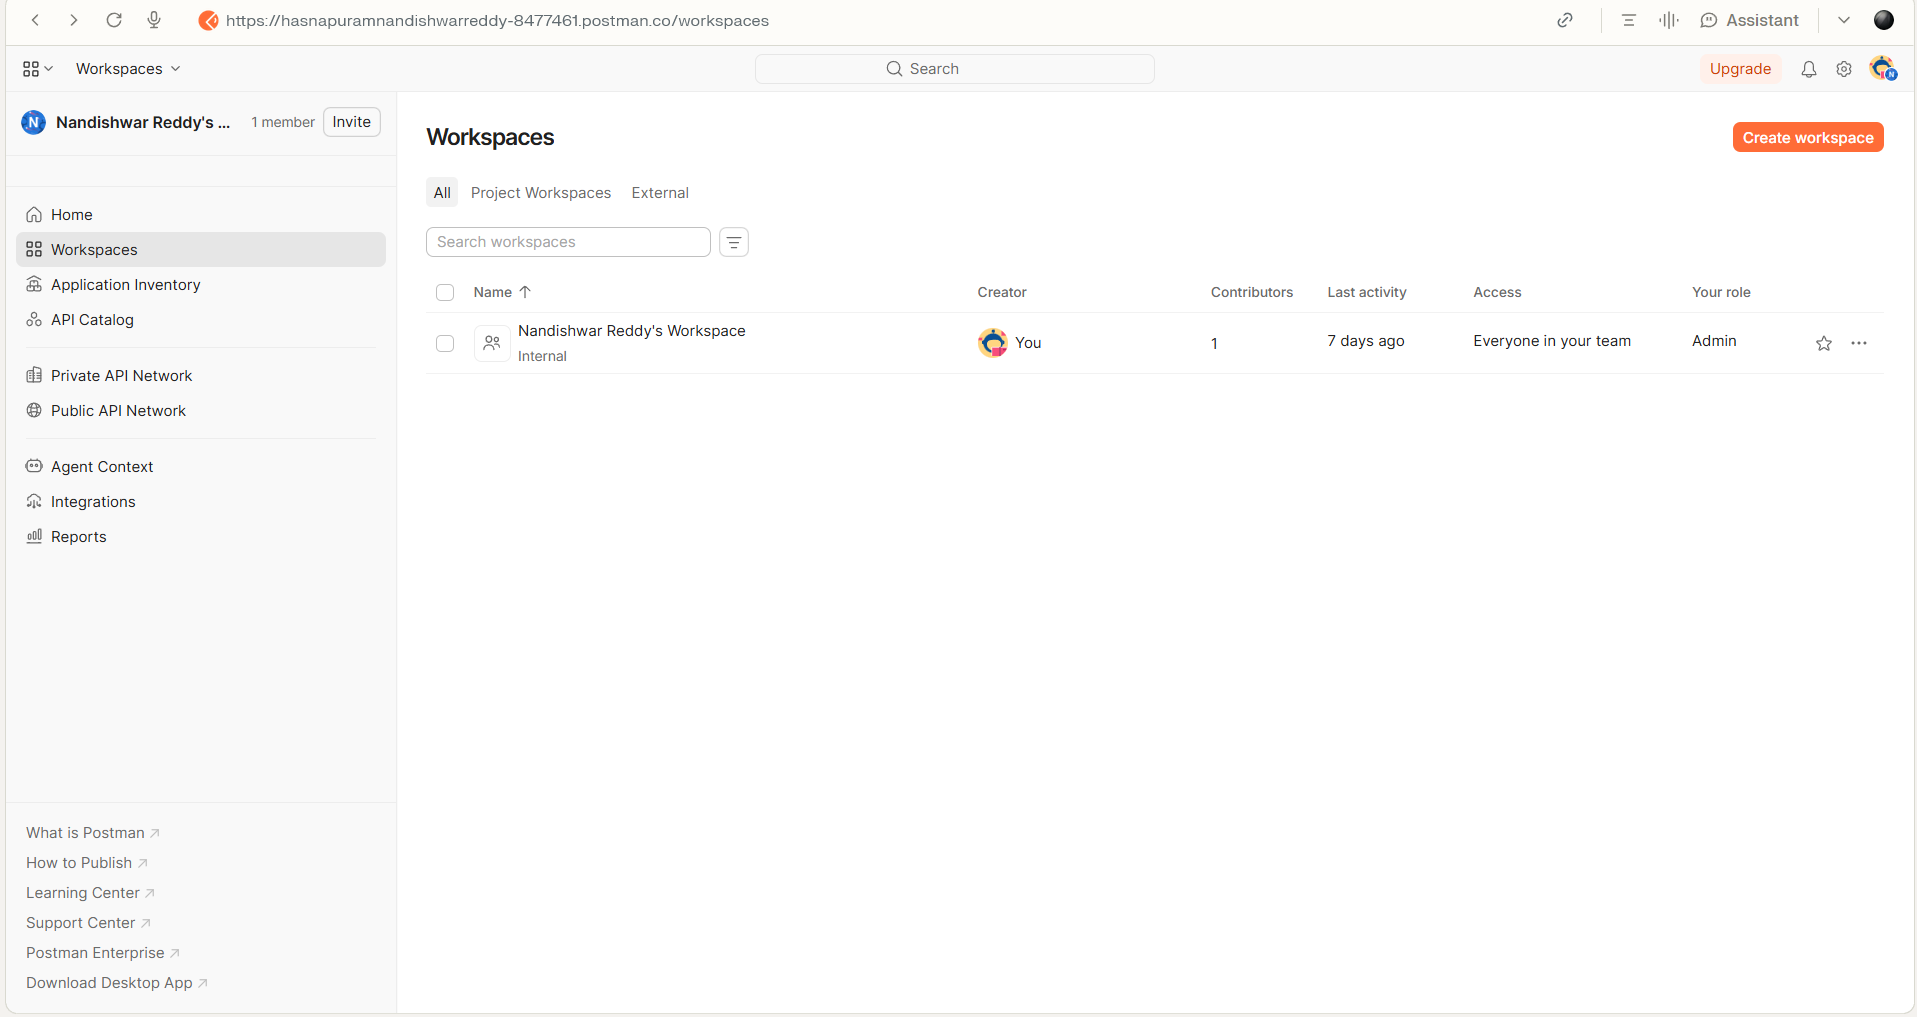 https://hasnapuramnandishwarreddy-8477461.postman.co/workspaces
Assistant
Workspaces
Search
Upgrade
N
N Nandishwar Reddy's ... 1 member Invite
Home
Workspaces
Application Inventory
API Catalog
Private API Network
Public API Network
Agent Context
Integrations
Reports
What is Postman
How to Publish
Learning Center
Support Center
Postman Enterprise
Download Desktop App
Workspaces
Create workspace
All Project Workspaces External
Search workspaces
Name Creator Contributors Last activity Access Your role
Nandishwar Reddy's Workspace
Internal
You 1 7 days ago Everyone in your team Admin